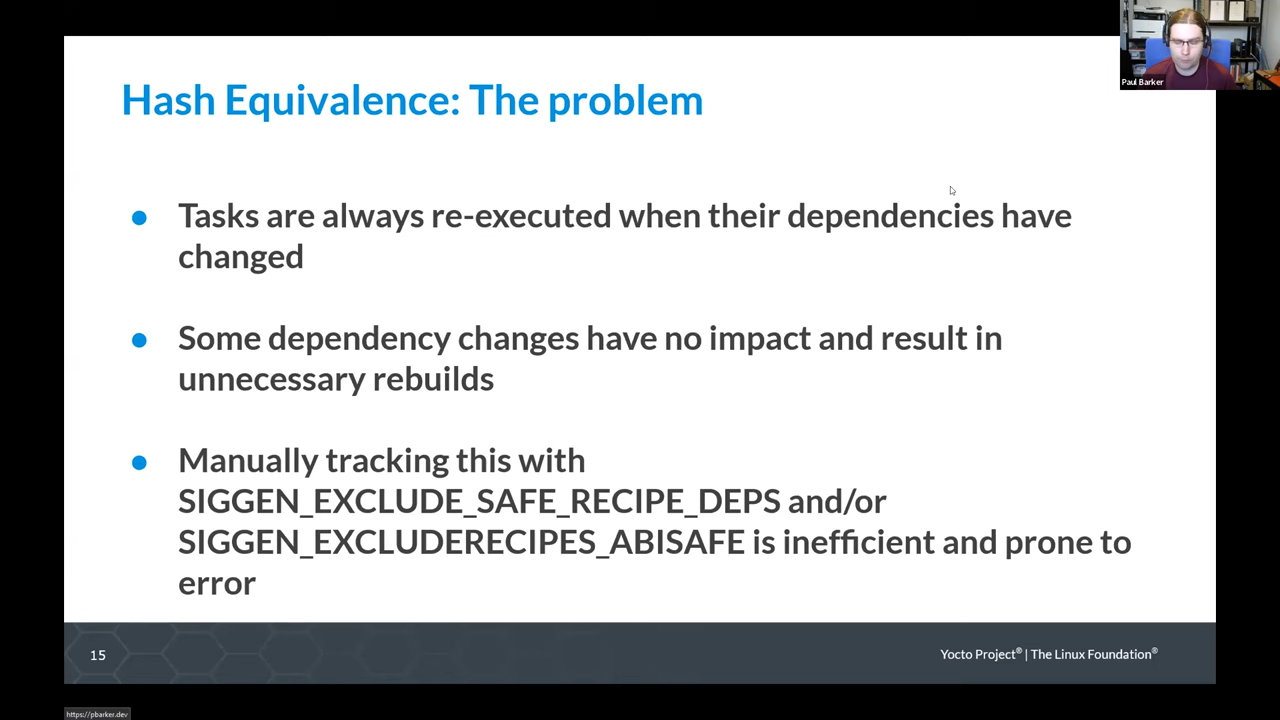 Paul Barker
Hash Equivalence: The problem
● Tasks are always re-executed when their dependencies have
changed
● Some dependency changes have no impact and result in
unnecessary rebuilds
● Manually tracking this with
SIGGEN_EXCLUDE_SAFE_RECIPE_DEPS and/or
SIGGEN_EXCLUDERECIPES_ABISAFE is inefficient and prone to
error
15
Yocto Project® | The Linux Foundation®
https://pbarker.dev